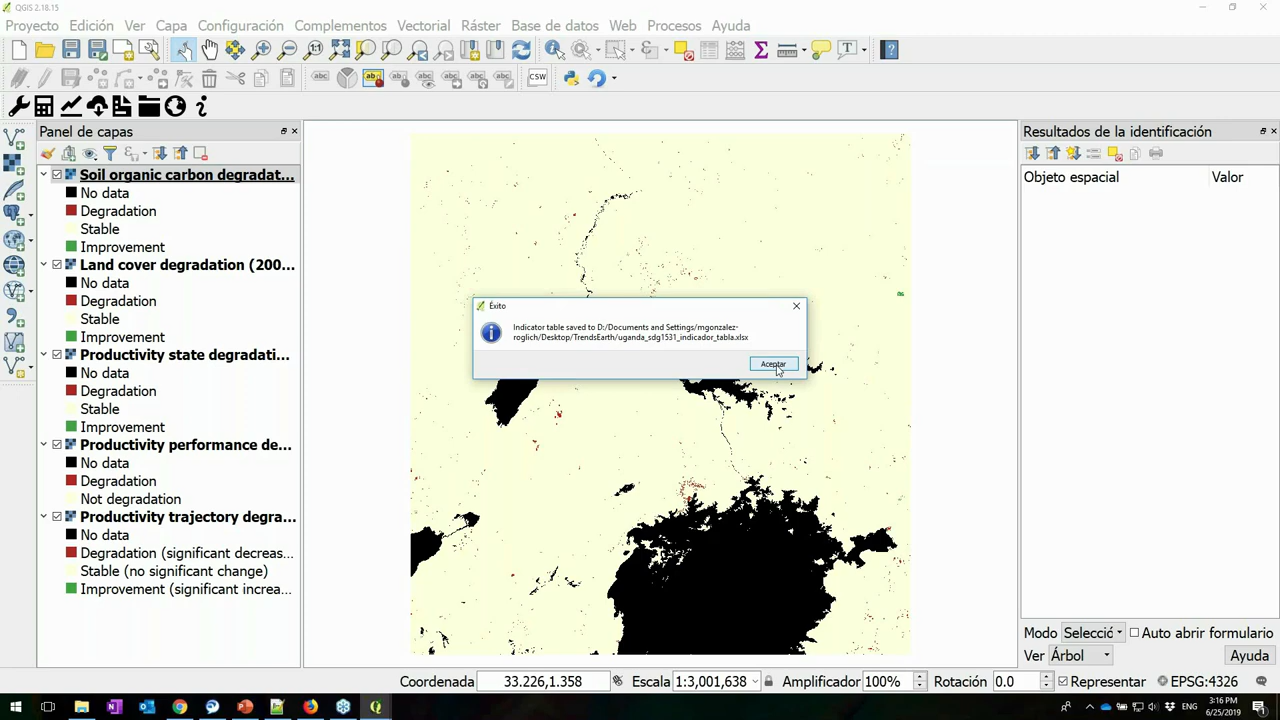 QGIS 2.18.15
Proyecto Edición Ver Capa Configuración Complementos Vectorial Ráster Base de datos Web Procesos Ayuda
Panel de capas
Soil organic carbon degradat...
No data
Degradation
Stable
Improvement
Land cover degradation (200...
No data
Degradation
Stable
Improvement
Productivity state degradati...
No data
Degradation
Stable
Improvement
Productivity performance de...
No data
Degradation
Not degradation
Productivity trajectory degra...
No data
Degradation (significant decreas...
Stable (no significant change)
Improvement (significant increa...
Éxito
Indicator table saved to D:/Documents and Settings/mgonzalez-
roglich/Desktop/TrendsEarth/uganda_sdg1531_indicador_tabla.xlsx
Aceptar
Resultados de la identificación
Objeto espacial Valor
Modo Selecció Auto abrir formulario
Ver Árbol Ayuda
Coordenada 33.226,1.358 Escala 1:3,001,638 Amplificador 100% Rotación 0.0 Representar EPSG:4326
3:16 PM
6/25/2019